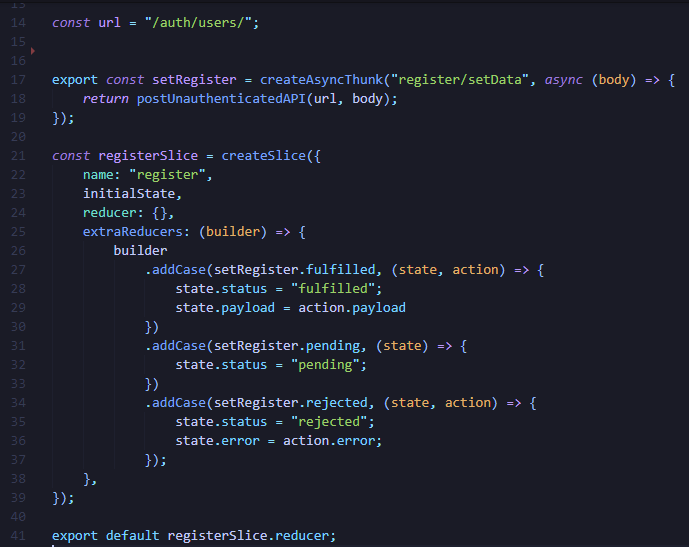 13
14 const url = "/auth/users/";
15
16
17 export const setRegister = createAsyncThunk("register/setData", async (body) => {
18     return postUnauthenticatedAPI(url, body);
19 });
20
21 const registerSlice = createSlice({
22     name: "register",
23     initialState,
24     reducer: {},
25     extraReducers: (builder) => {
26         builder
27             .addCase(setRegister.fulfilled, (state, action) => {
28                 state.status = "fulfilled";
29                 state.payload = action.payload
30             })
31             .addCase(setRegister.pending, (state) => {
32                 state.status = "pending";
33             })
34             .addCase(setRegister.rejected, (state, action) => {
35                 state.status = "rejected";
36                 state.error = action.error;
37             });
38     },
39 });
40
41 export default registerSlice.reducer;